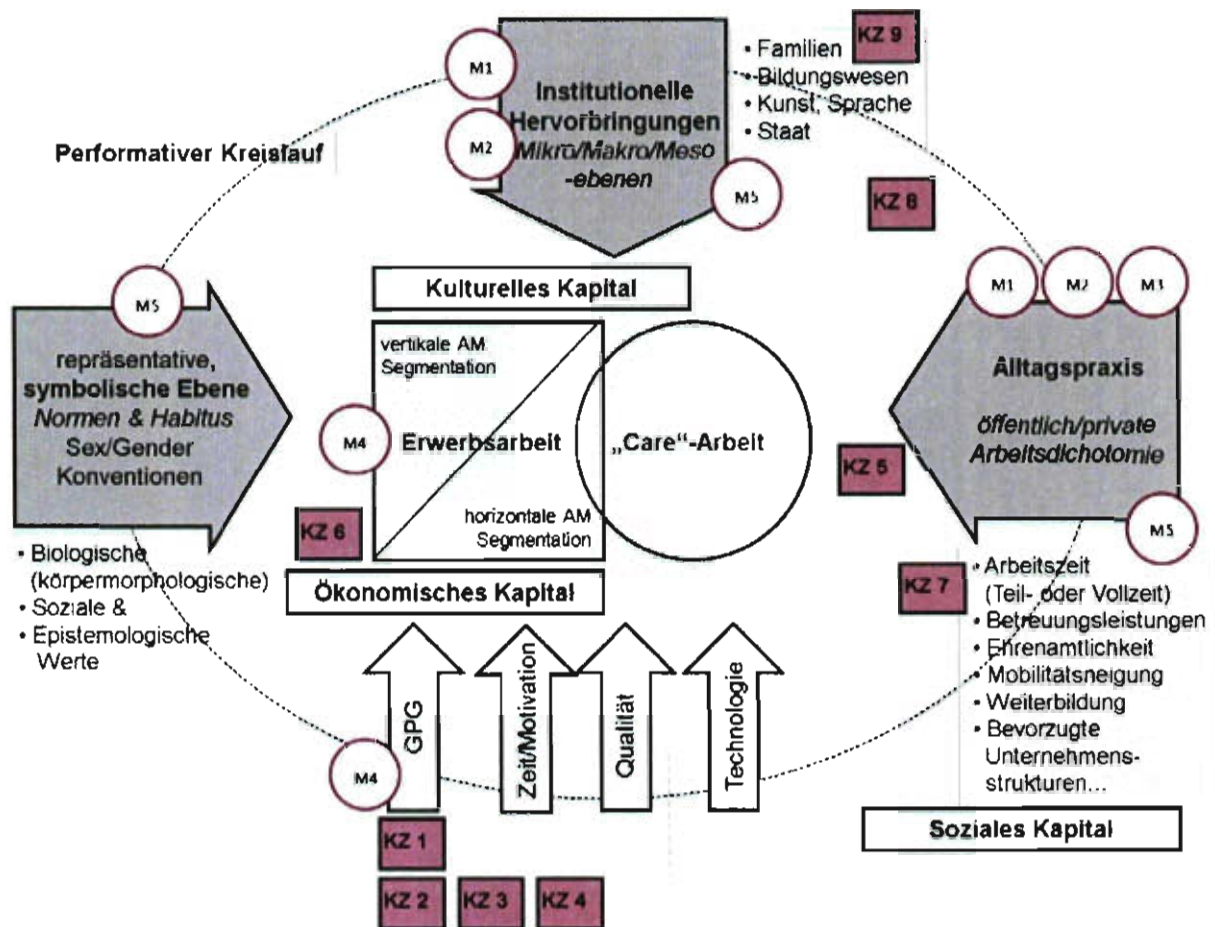 KZ 9
• Familien
• Bildungswesen
• Kunst, Sprache
• Staat
M1
Institutionelle
Hervorbringungen
Mikro/Makro/Meso
-ebenen
M2
M5
Performativer Kreislauf
KZ 8
M5
repräsentative,
symbolische Ebene
Normen & Habitus
Sex/Gender
Konventionen
• Biologische
(körpermorphologische)
• Soziale &
• Epistemologische
Werte
Kulturelles Kapital
vertikale AM
Segmentation
M4
Erwerbsarbeit
„Care“-Arbeit
horizontale AM
Segmentation
KZ 6
Ökonomisches Kapital
M1
M2
M3
Alltagspraxis
öffentlich/private
Arbeitsdichotomie
KZ 5
M5
KZ 7
• Arbeitszeit
(Teil- oder Vollzeit)
• Betreuungsleistungen
• Ehrenamtlichkeit
• Mobilitätsneigung
• Weiterbildung
• Bevorzugte
Unternehmens-
strukturen...
Soziales Kapital
GPG
Zeit/Motivation
Qualität
Technologie
M4
KZ 1
KZ 2
KZ 3
KZ 4